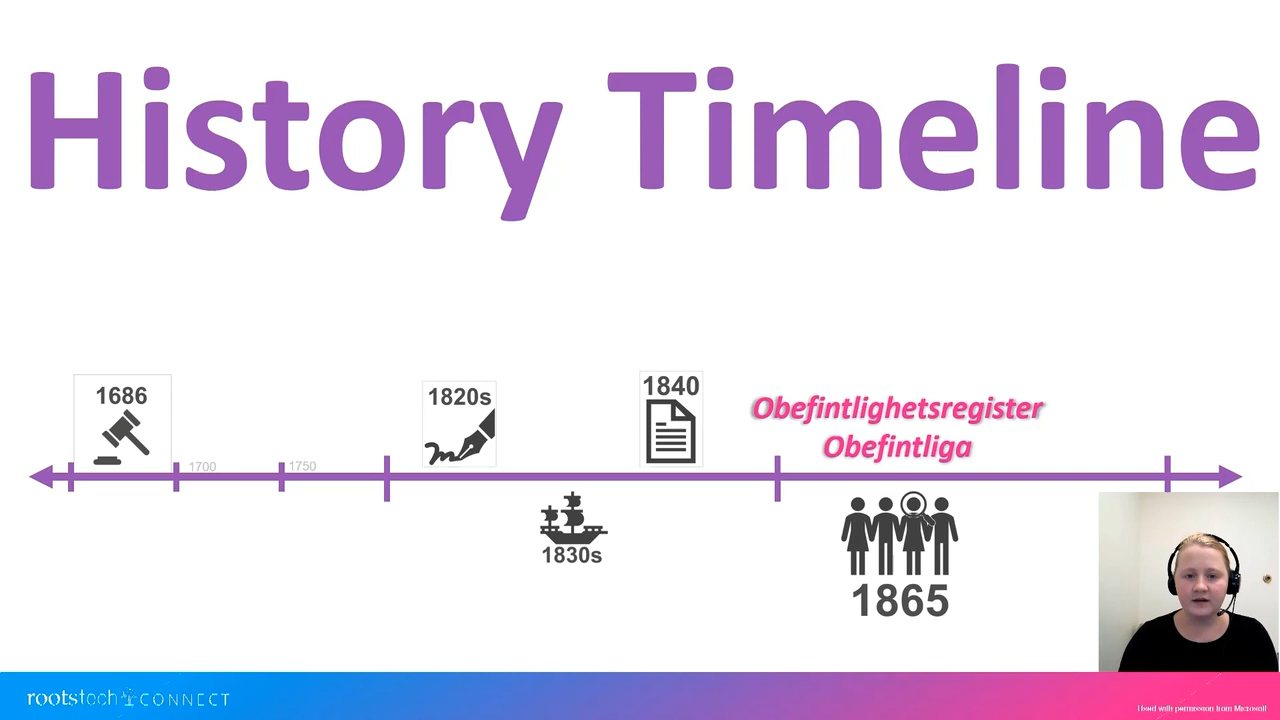 History Timeline
1686
1820s
1840
Obefintlighetsregister
Obefintliga
1700
1750
1830s
1865
rootstech CONNECT
Used with permission from Microsoft